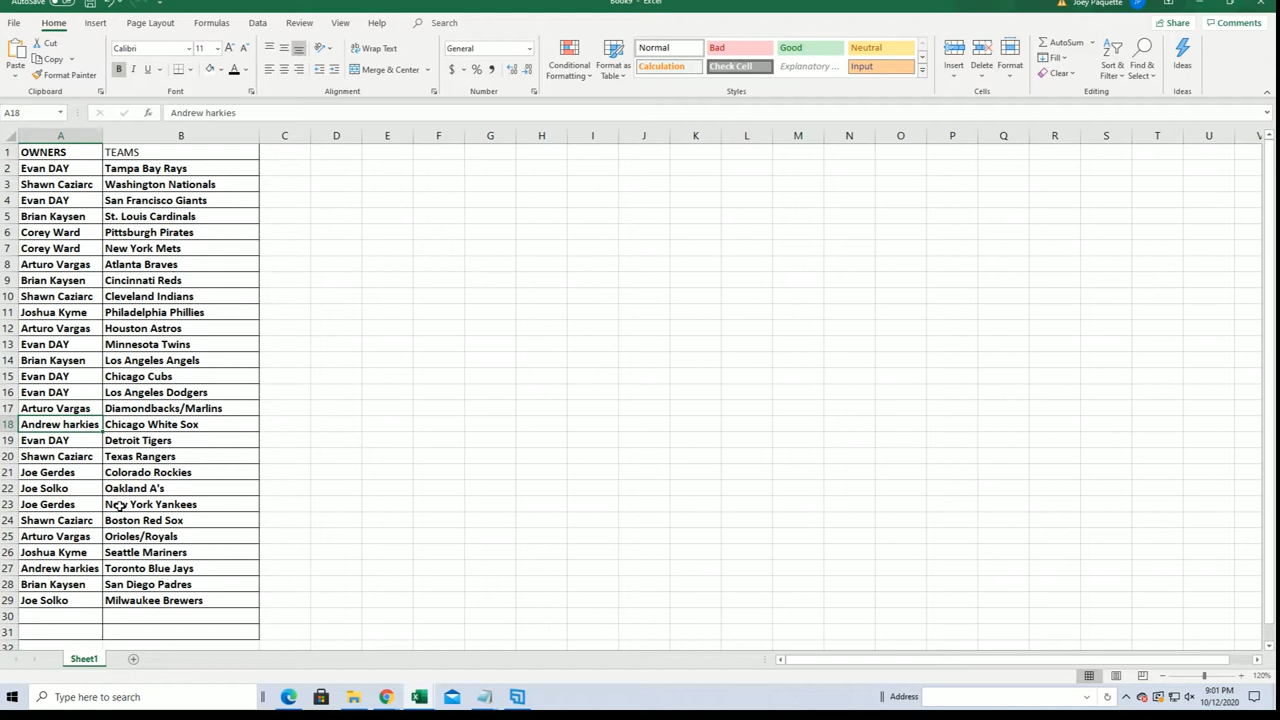 AutoSave Off Book9 - Excel Joey Paquette
File Home Insert Page Layout Formulas Data Review View Help Search Share Comments
Paste Cut Copy Format Painter Clipboard
Calibri 11 B I U A Font
Wrap Text Merge & Center Alignment
General $ % Number
Conditional Formatting Format as Table Normal Bad Good Neutral Calculation Check Cell Explanatory ... Input Styles
Insert Delete Format Cells
AutoSum Fill Clear Sort & Filter Find & Select Editing
Ideas Ideas
A18 fx Andrew harkies
A B C D E F G H I J K L M N O P Q R S T U V
1 OWNERS TEAMS
2 Evan DAY Tampa Bay Rays
3 Shawn Caziarc Washington Nationals
4 Evan DAY San Francisco Giants
5 Brian Kaysen St. Louis Cardinals
6 Corey Ward Pittsburgh Pirates
7 Corey Ward New York Mets
8 Arturo Vargas Atlanta Braves
9 Brian Kaysen Cincinnati Reds
10 Shawn Caziarc Cleveland Indians
11 Joshua Kyme Philadelphia Phillies
12 Arturo Vargas Houston Astros
13 Evan DAY Minnesota Twins
14 Brian Kaysen Los Angeles Angels
15 Evan DAY Chicago Cubs
16 Evan DAY Los Angeles Dodgers
17 Arturo Vargas Diamondbacks/Marlins
18 Andrew harkies Chicago White Sox
19 Evan DAY Detroit Tigers
20 Shawn Caziarc Texas Rangers
21 Joe Gerdes Colorado Rockies
22 Joe Solko Oakland A's
23 Joe Gerdes New York Yankees
24 Shawn Caziarc Boston Red Sox
25 Arturo Vargas Orioles/Royals
26 Joshua Kyme Seattle Mariners
27 Andrew harkies Toronto Blue Jays
28 Brian Kaysen San Diego Padres
29 Joe Solko Milwaukee Brewers
30
31
32
Sheet1
120%
Type here to search Address 9:01 PM
10/12/2020